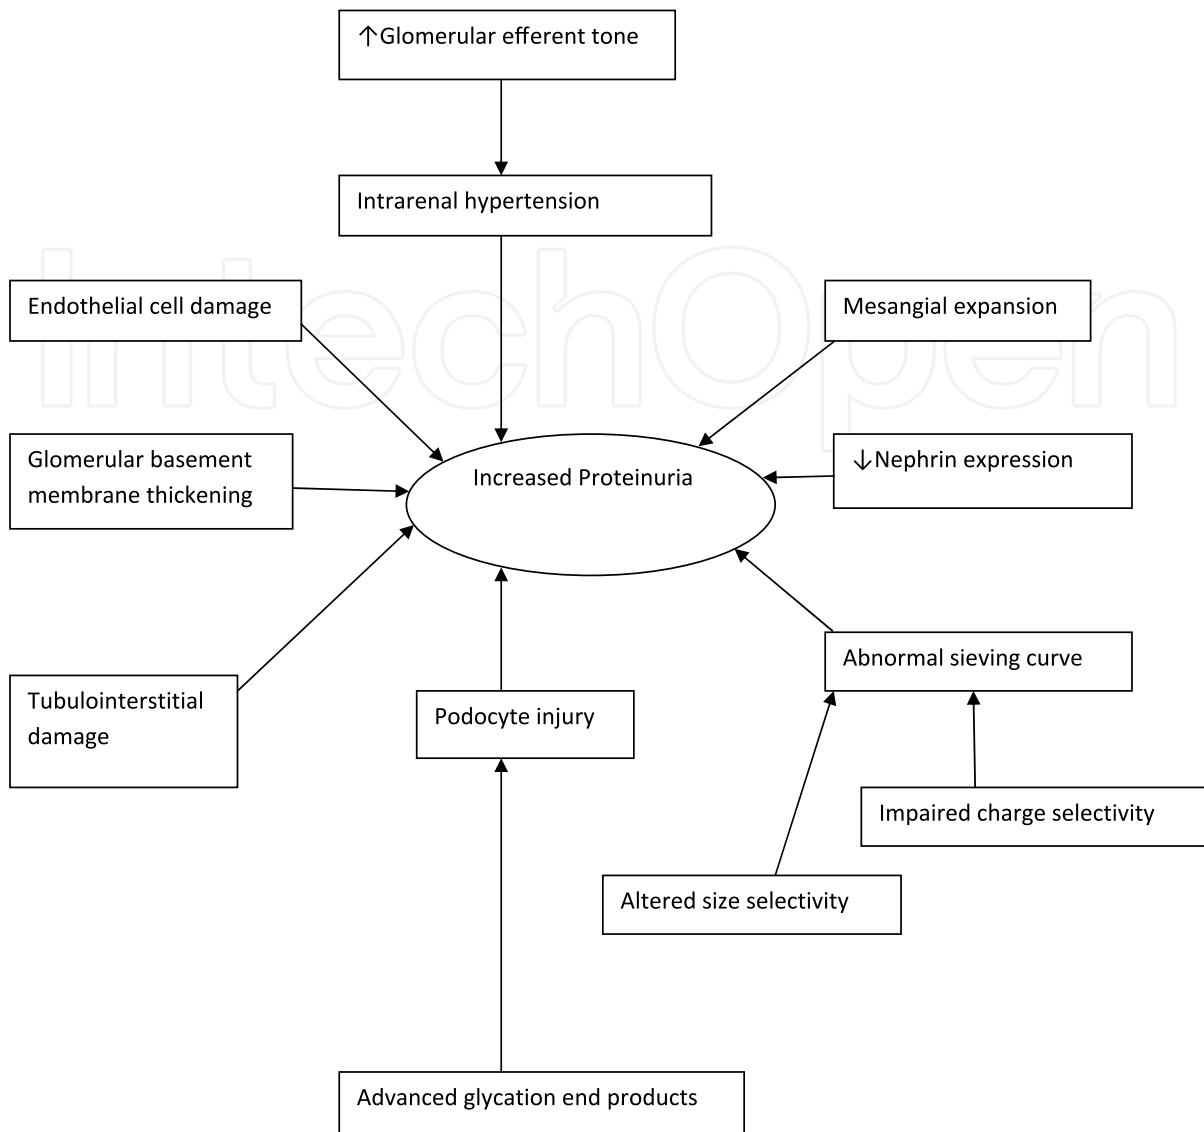 ↑Glomerular efferent tone
Intrarenal hypertension
IntechOpen
Endothelial cell damage
Mesangial expansion
Glomerular basement
membrane thickening
Increased Proteinuria
↓Nephrin expression
Tubulointerstitial
damage
Podocyte injury
Abnormal sieving curve
Impaired charge selectivity
Altered size selectivity
Advanced glycation end products